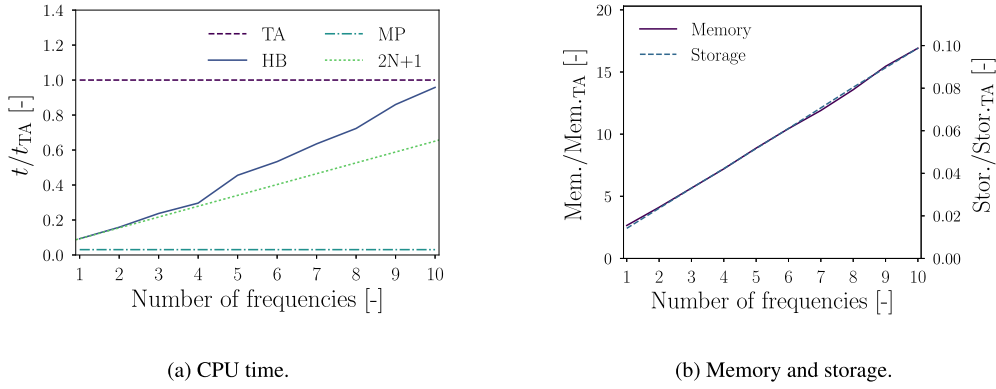 1.4
1.2
1.0
0.8
0.6
0.4
0.2
0.0
t/t_TA [-]
TA MP
HB 2N+1
1 2 3 4 5 6 7 8 9 10
Number of frequencies [-]
(a) CPU time.
20
15
10
5
0
Mem./Mem._TA [-]
Memory
Storage
0.10
0.08
0.06
0.04
0.02
0.00
Stor./Stor._TA [-]
1 2 3 4 5 6 7 8 9 10
Number of frequencies [-]
(b) Memory and storage.